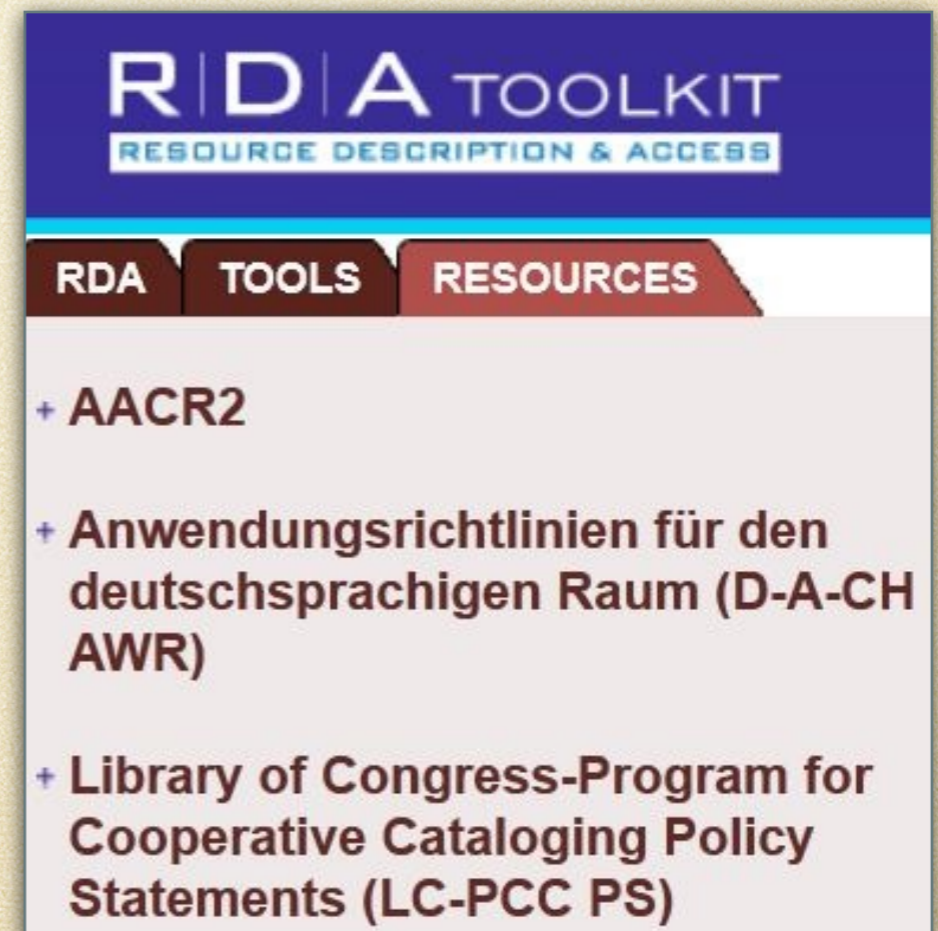 R|D|A TOOLKIT
RESOURCE DESCRIPTION & ACCESS
RDA TOOLS RESOURCES
+ AACR2
+ Anwendungsrichtlinien für den
deutschsprachigen Raum (D-A-CH
AWR)
+ Library of Congress-Program for
Cooperative Cataloging Policy
Statements (LC-PCC PS)